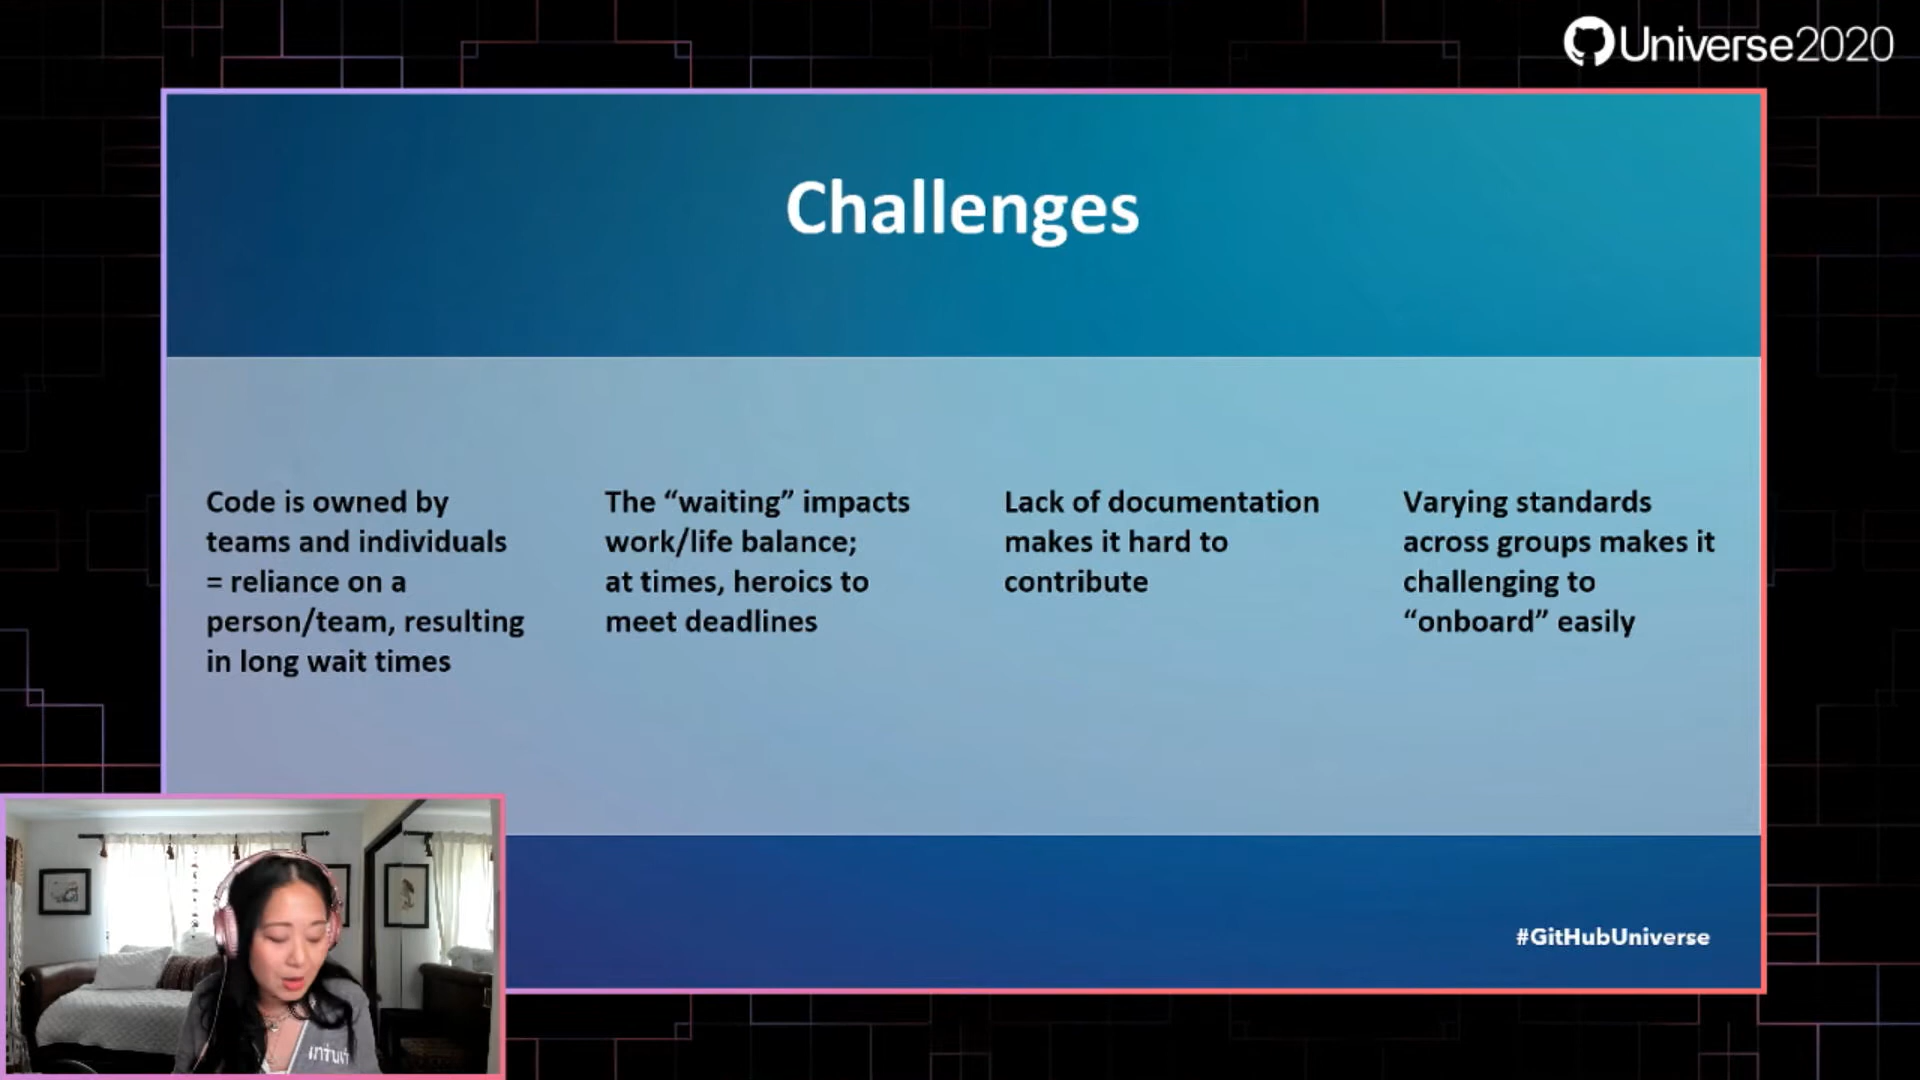 Universe2020
Challenges
Code is owned by
teams and individuals
= reliance on a
person/team, resulting
in long wait times
The “waiting” impacts
work/life balance;
at times, heroics to
meet deadlines
Lack of documentation
makes it hard to
contribute
Varying standards
across groups makes it
challenging to
“onboard” easily
#GitHubUniverse
intuit